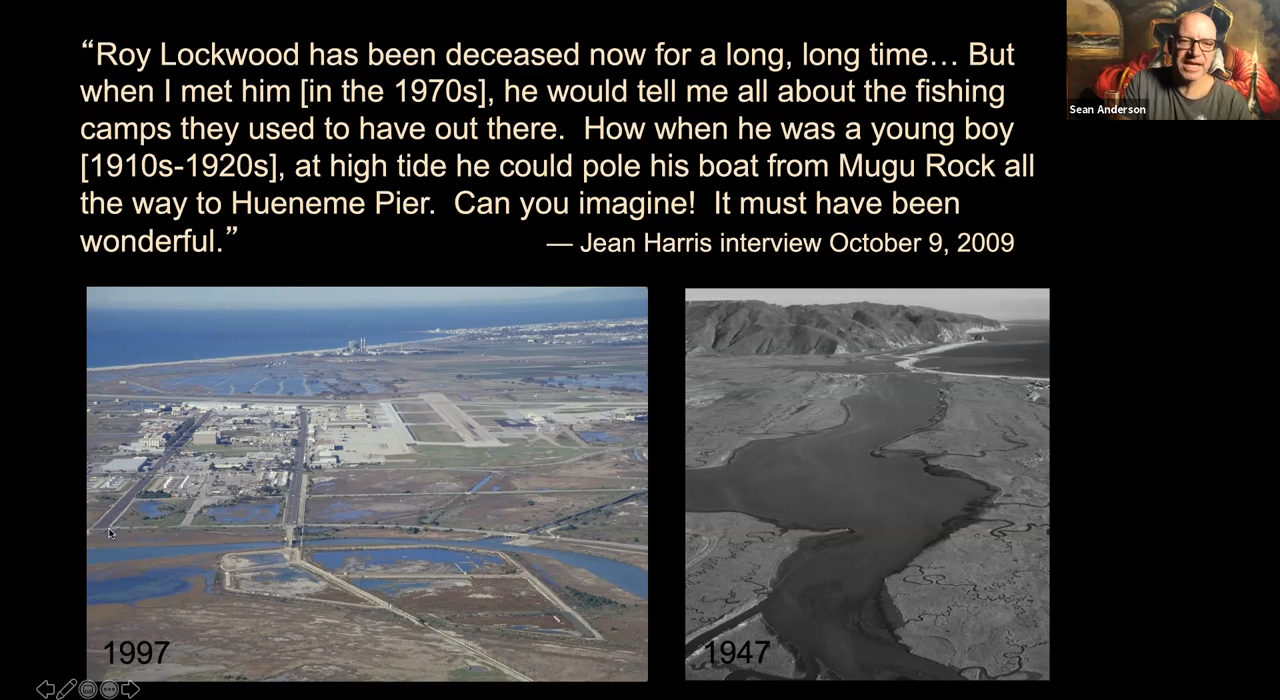 “Roy Lockwood has been deceased now for a long, long time… But
when I met him [in the 1970s], he would tell me all about the fishing
camps they used to have out there.  How when he was a young boy
[1910s-1920s], at high tide he could pole his boat from Mugu Rock all
the way to Hueneme Pier.  Can you imagine!  It must have been
wonderful.”
— Jean Harris interview October 9, 2009
Sean Anderson
1997
1947